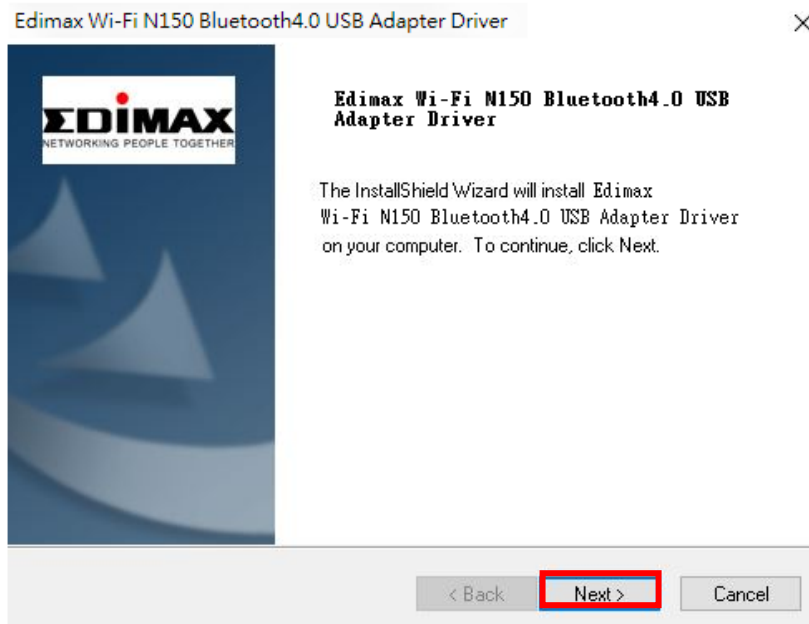 Edimax Wi-Fi N150 Bluetooth4.0 USB Adapter Driver
EDIMAX
NETWORKING PEOPLE TOGETHER
Edimax Wi-Fi N150 Bluetooth4.0 USB
Adapter Driver
The InstallShield Wizard will install Edimax
Wi-Fi N150 Bluetooth4.0 USB Adapter Driver
on your computer. To continue, click Next.
< Back
Next >
Cancel